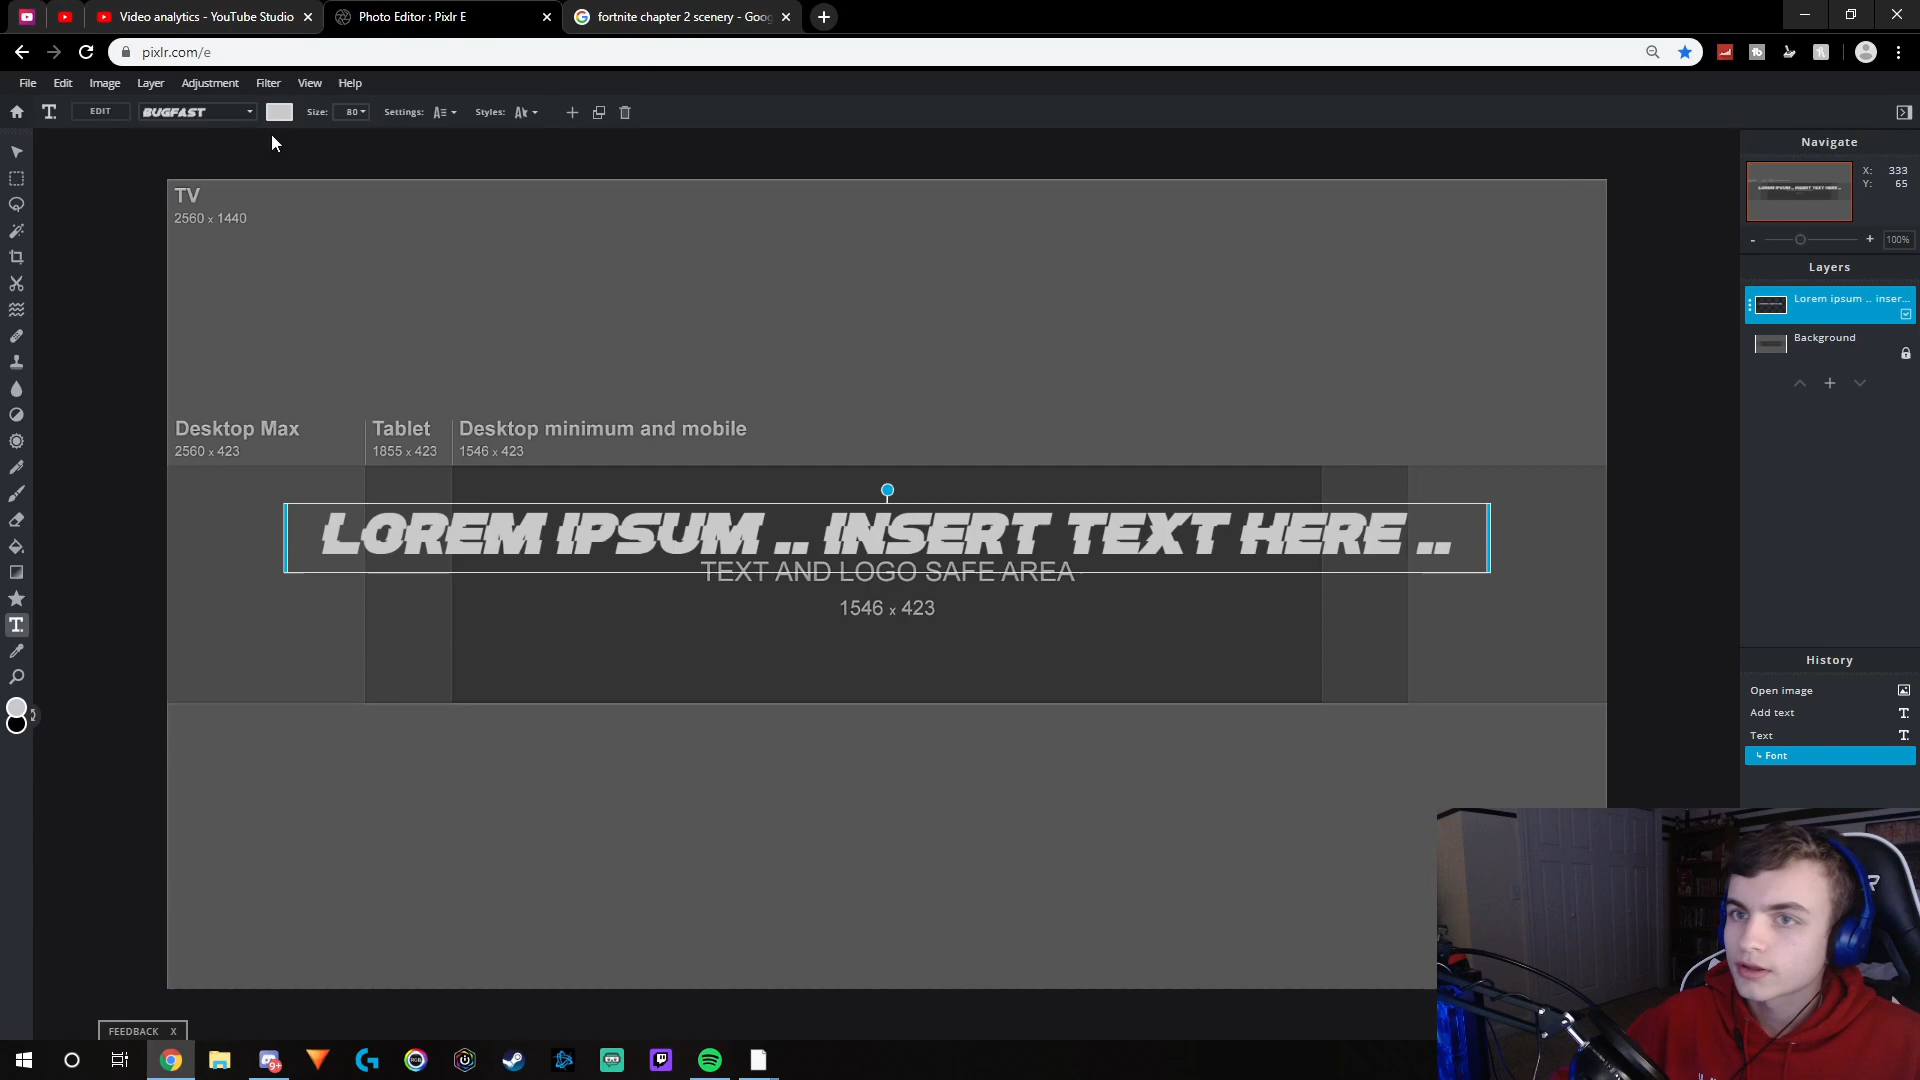 Video analytics - YouTube Studio
Photo Editor : Pixlr E
fortnite chapter 2 scenery - Goog
pixlr.com/e
File Edit Image Layer Adjustment Filter View Help
EDIT BUGFAST Size: 80 Settings: Styles:
TV
2560 x 1440
Desktop Max
2560 x 423
Tablet
1855 x 423
Desktop minimum and mobile
1546 x 423
LOREM IPSUM .. INSERT TEXT HERE ..
TEXT AND LOGO SAFE AREA
1546 x 423
Navigate
X: 333
Y: 65
- + 100%
Layers
Lorem ipsum .. inser...
Background
History
Open image
Add text
Text
Font
FEEDBACK X
9+